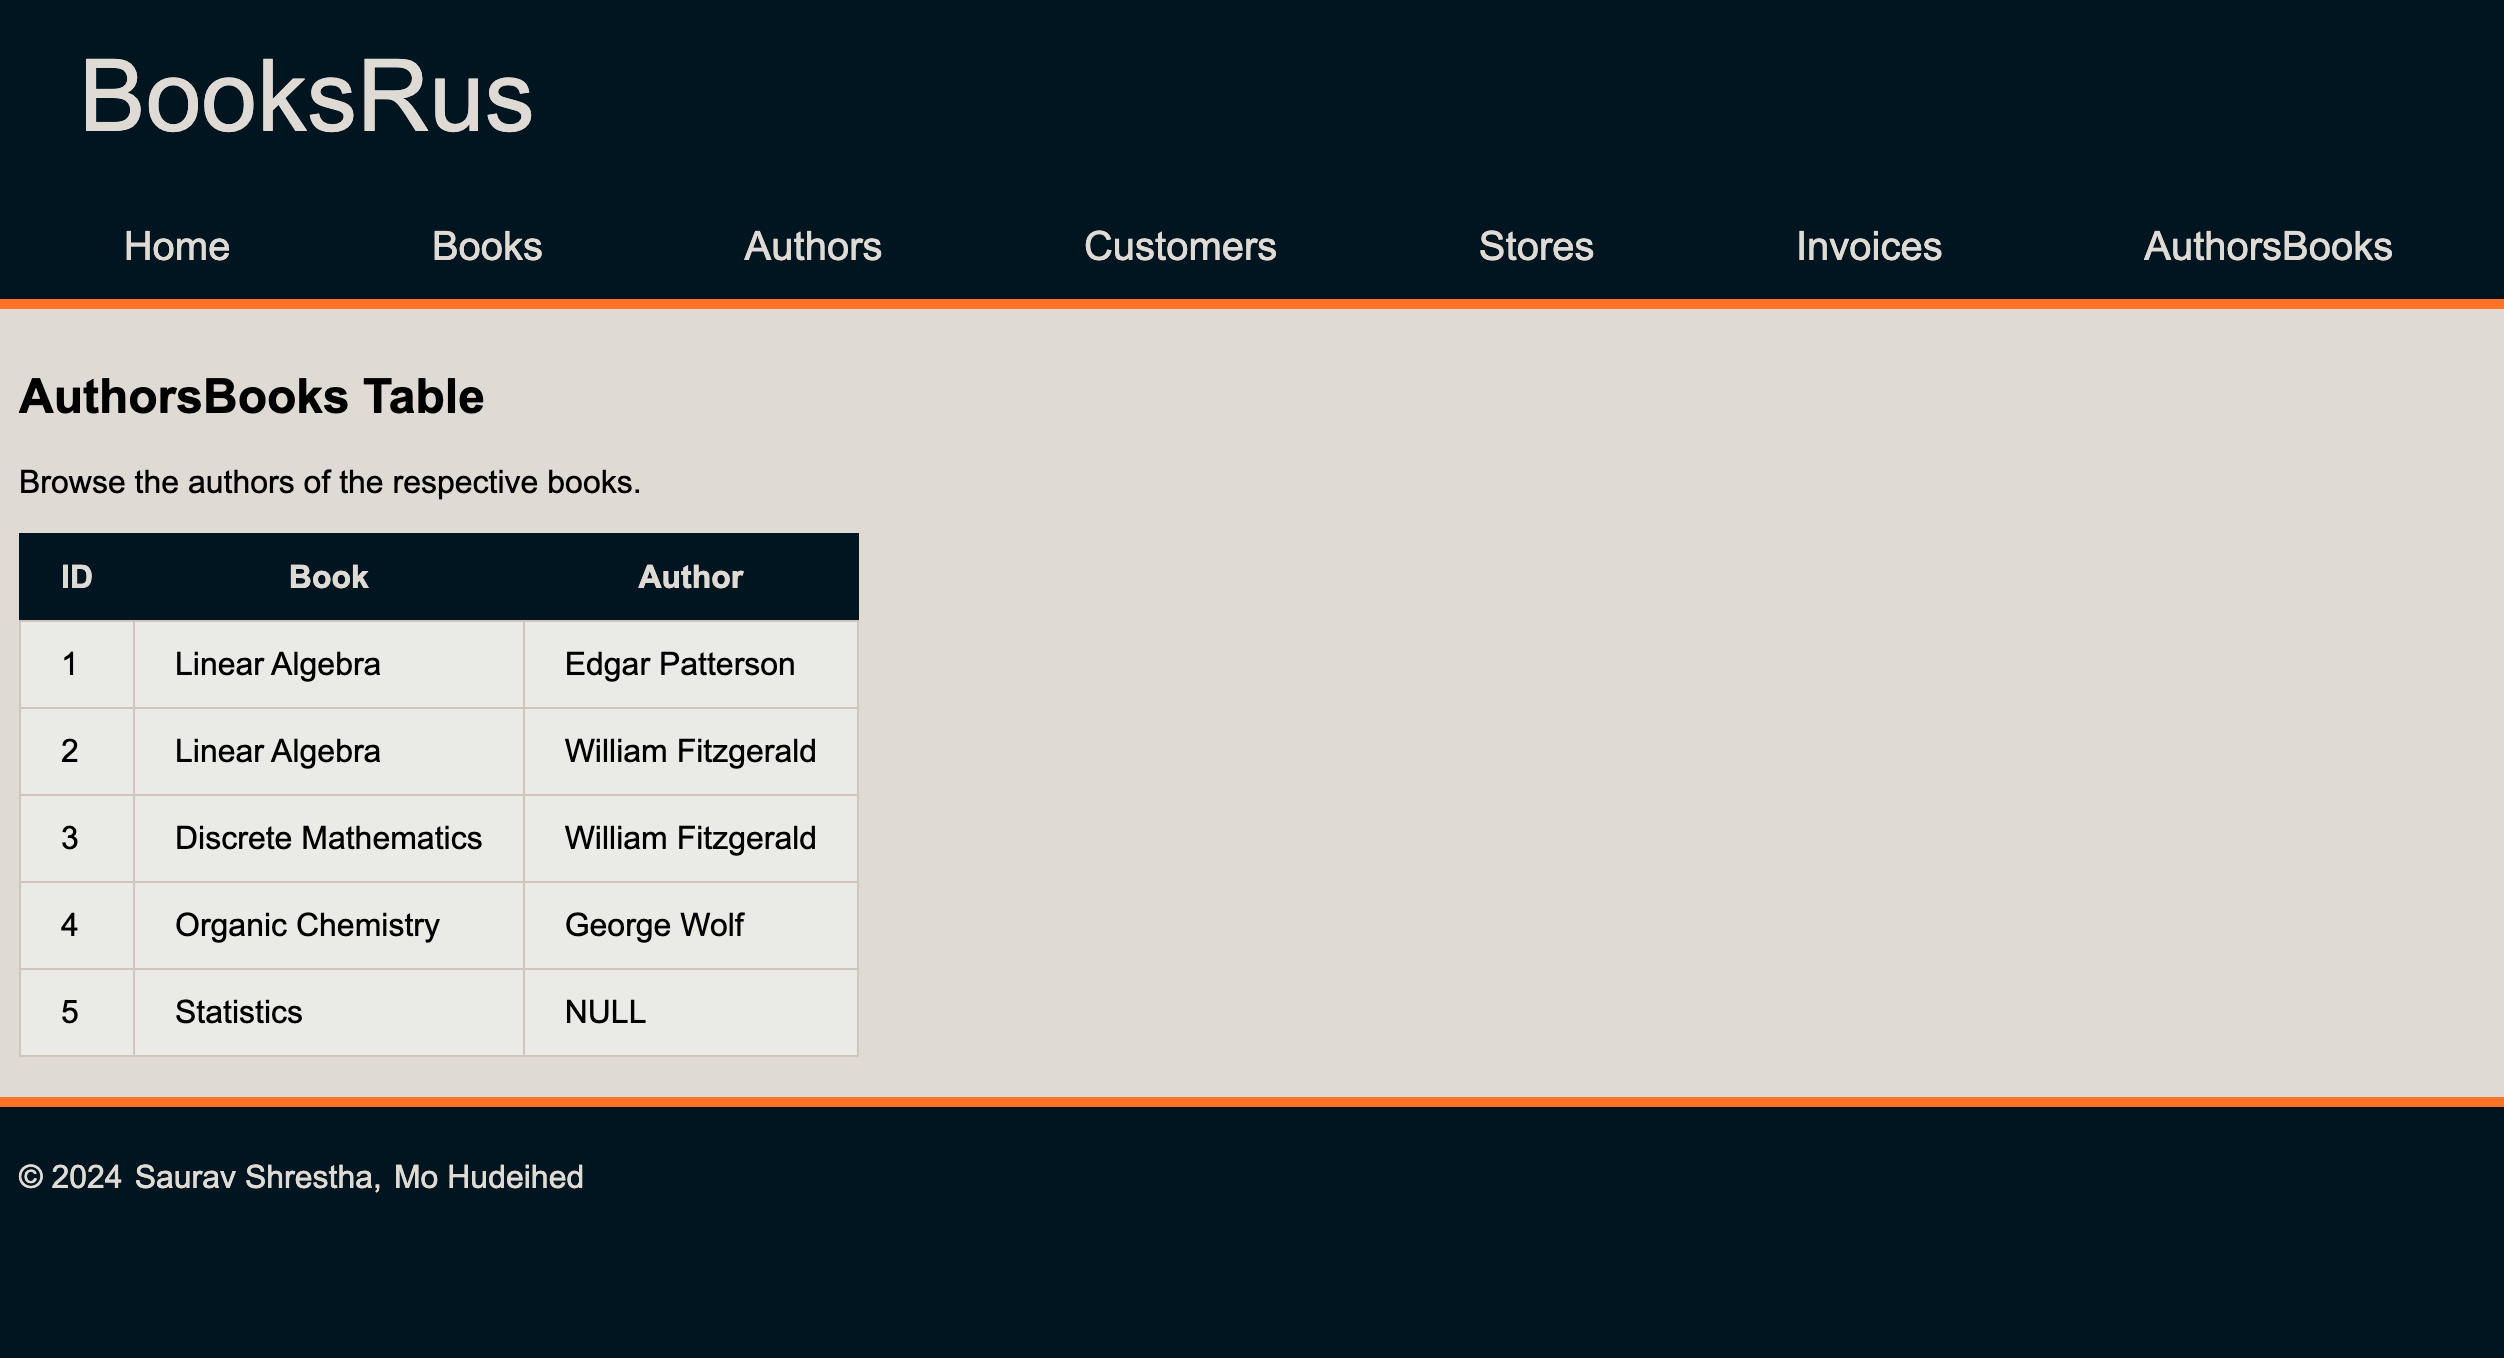 BooksRus
Home Books Authors Customers Stores Invoices AuthorsBooks
AuthorsBooks Table
Browse the authors of the respective books.
ID Book Author
1 Linear Algebra Edgar Patterson
2 Linear Algebra William Fitzgerald
3 Discrete Mathematics William Fitzgerald
4 Organic Chemistry George Wolf
5 Statistics NULL
© 2024 Saurav Shrestha, Mo Hudeihed